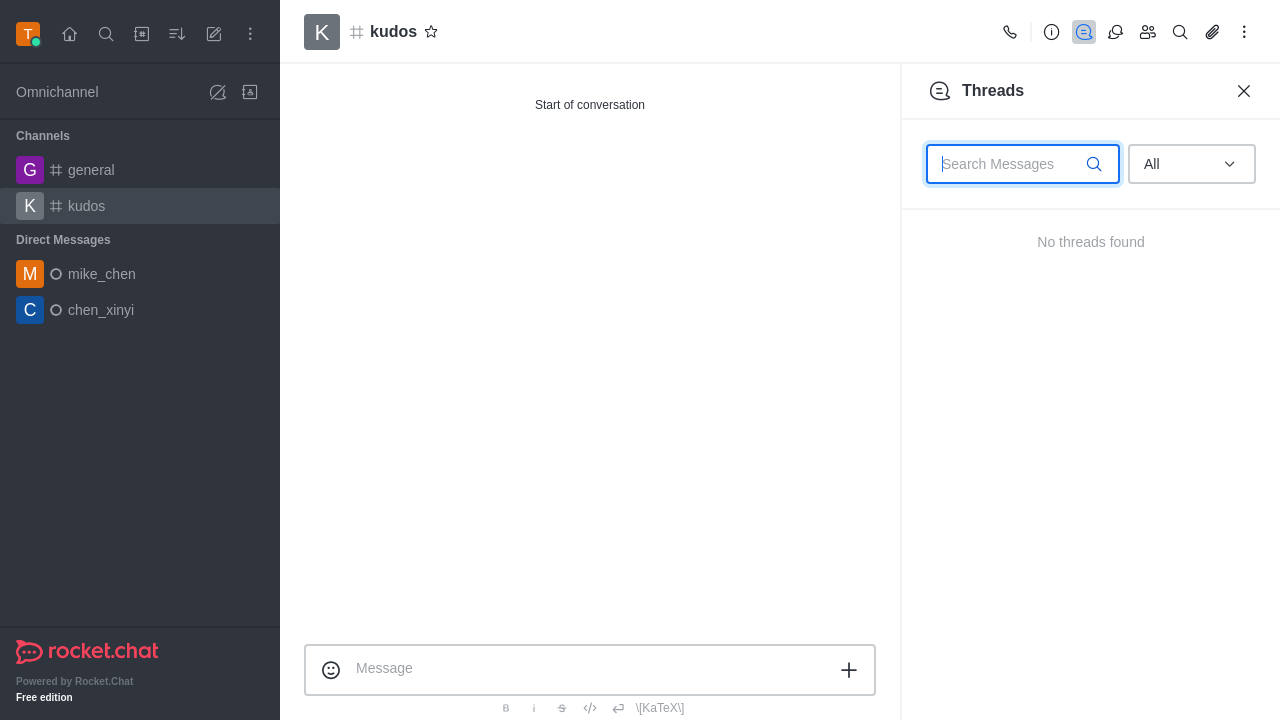 T
Omnichannel
Channels
G general
K kudos
Direct Messages
M mike_chen
C chen_xinyi
rocket.chat
Powered by Rocket.Chat
Free edition
K kudos
Start of conversation
Message
B i S \[KaTeX\]
Threads
Search Messages
All
No threads found